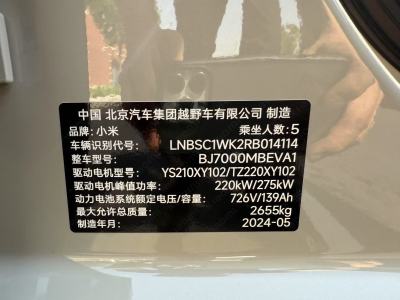 中国 北京汽车集团越野车有限公司 制造
品牌: 小米 乘坐人数: 5
车辆识别代号: LNBSC1WK2RB014114
整车型号: BJ7000MBEVA1
驱动电机型号: YS210XY102/TZ220XY102
驱动电机峰值功率: 220kW/275kW
动力电池系统额定电压/容量: 726V/139Ah
最大允许总质量: 2655kg
制造年月: 2024-05